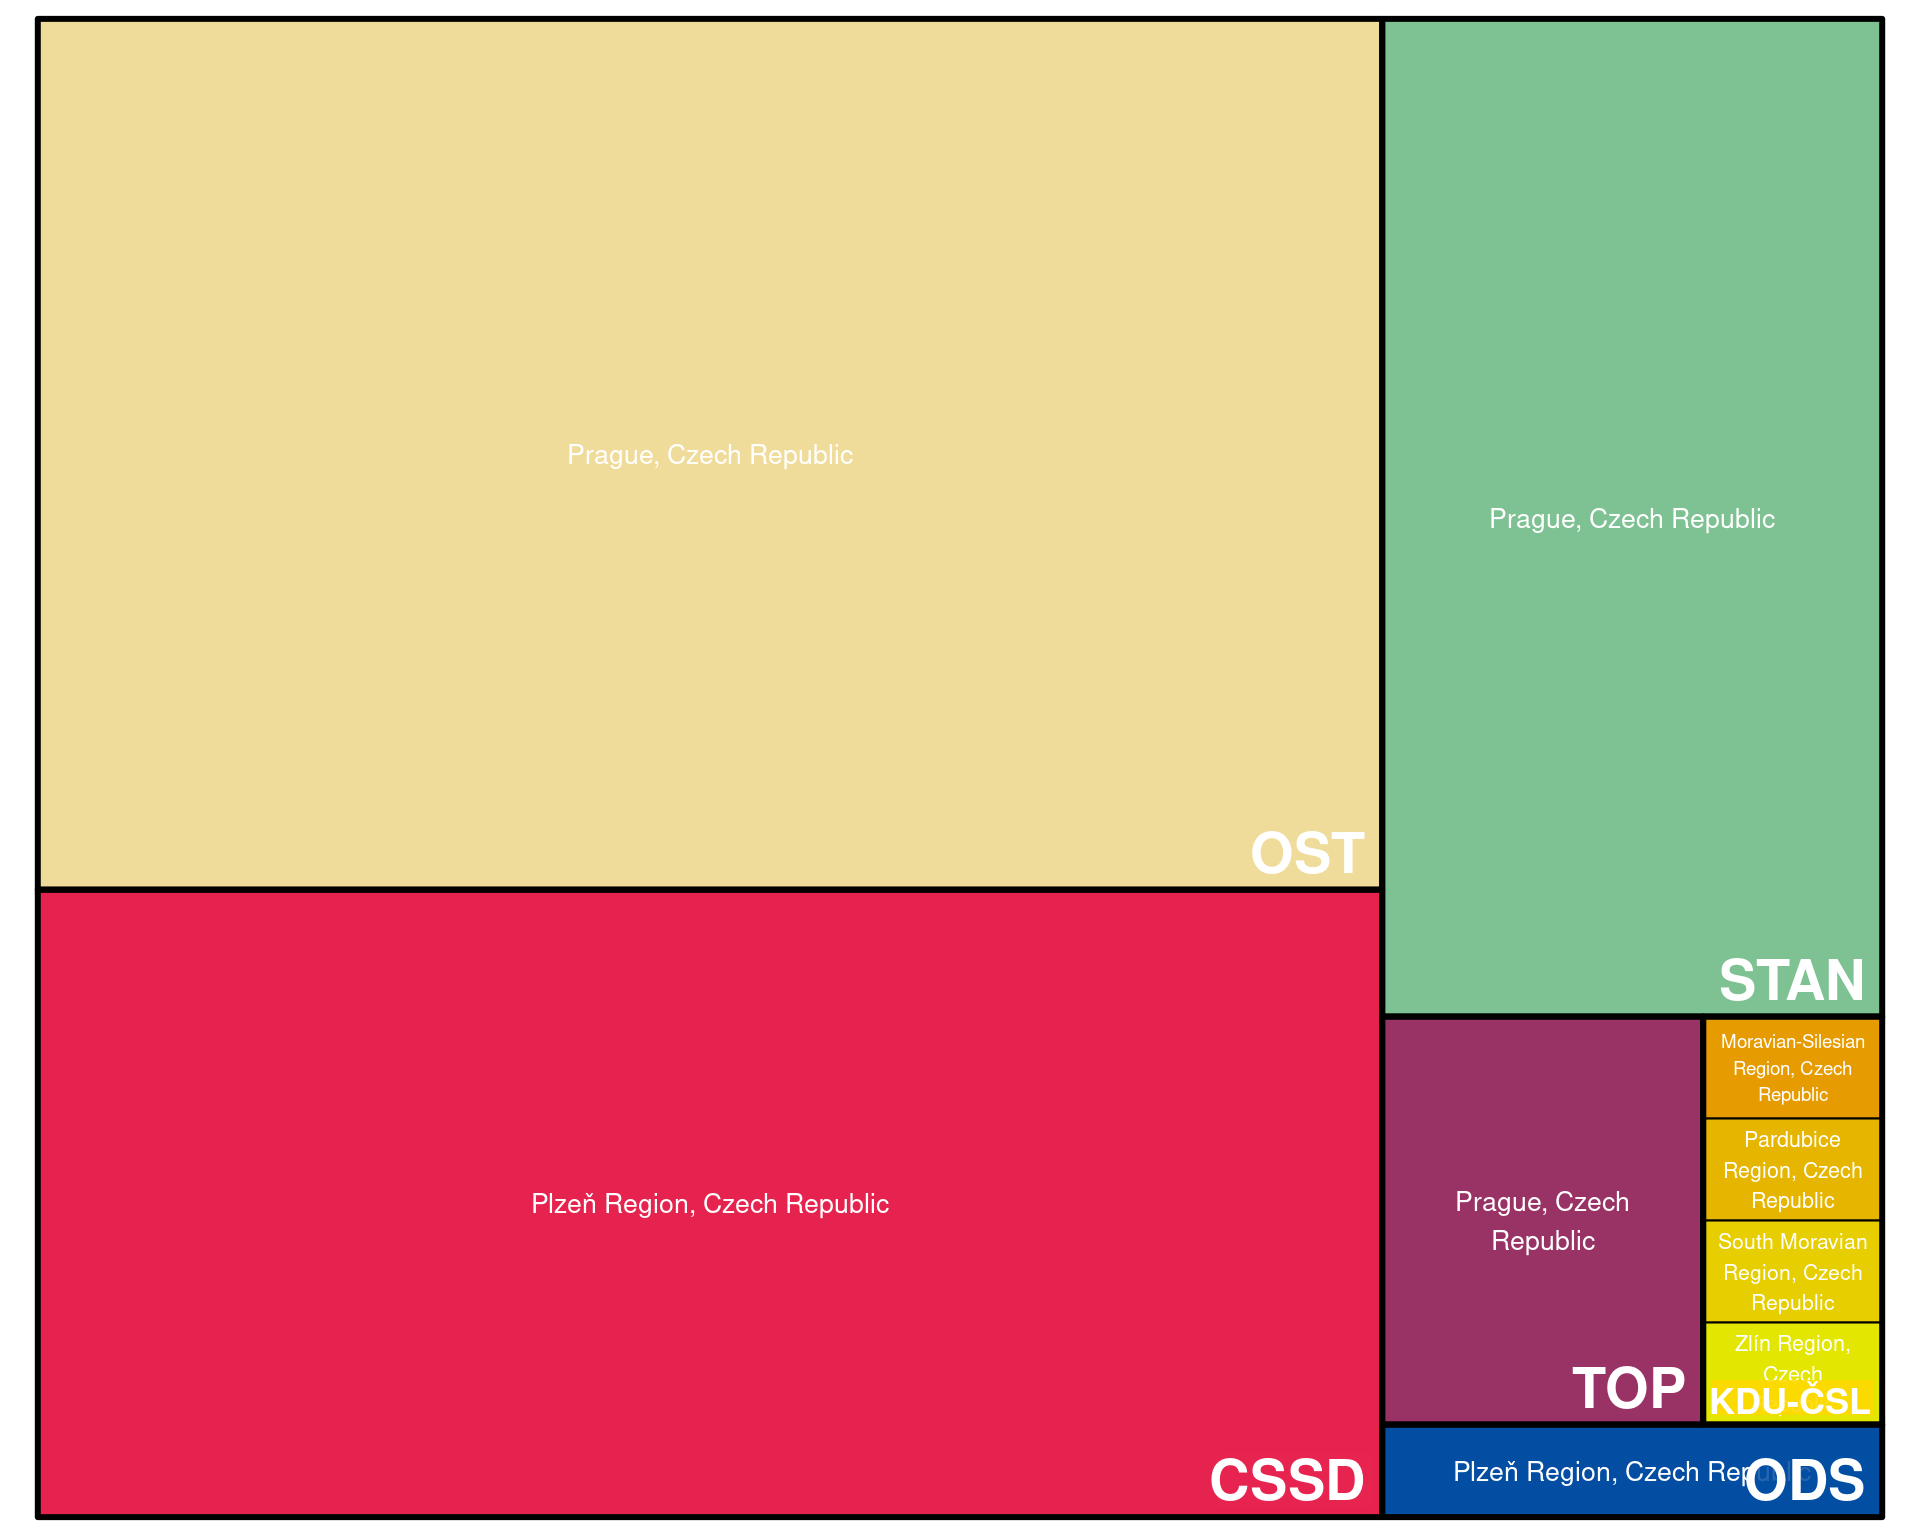 Prague, Czech Republic
OST
Prague, Czech Republic
STAN
Plzeň Region, Czech Republic
CSSD
Prague, Czech
Republic
TOP
Moravian-Silesian
Region, Czech
Republic
Pardubice
Region, Czech
Republic
South Moravian
Region, Czech
Republic
Zlín Region,
Czech
KDU-ČSL
Plzeň Region, Czech
ODS